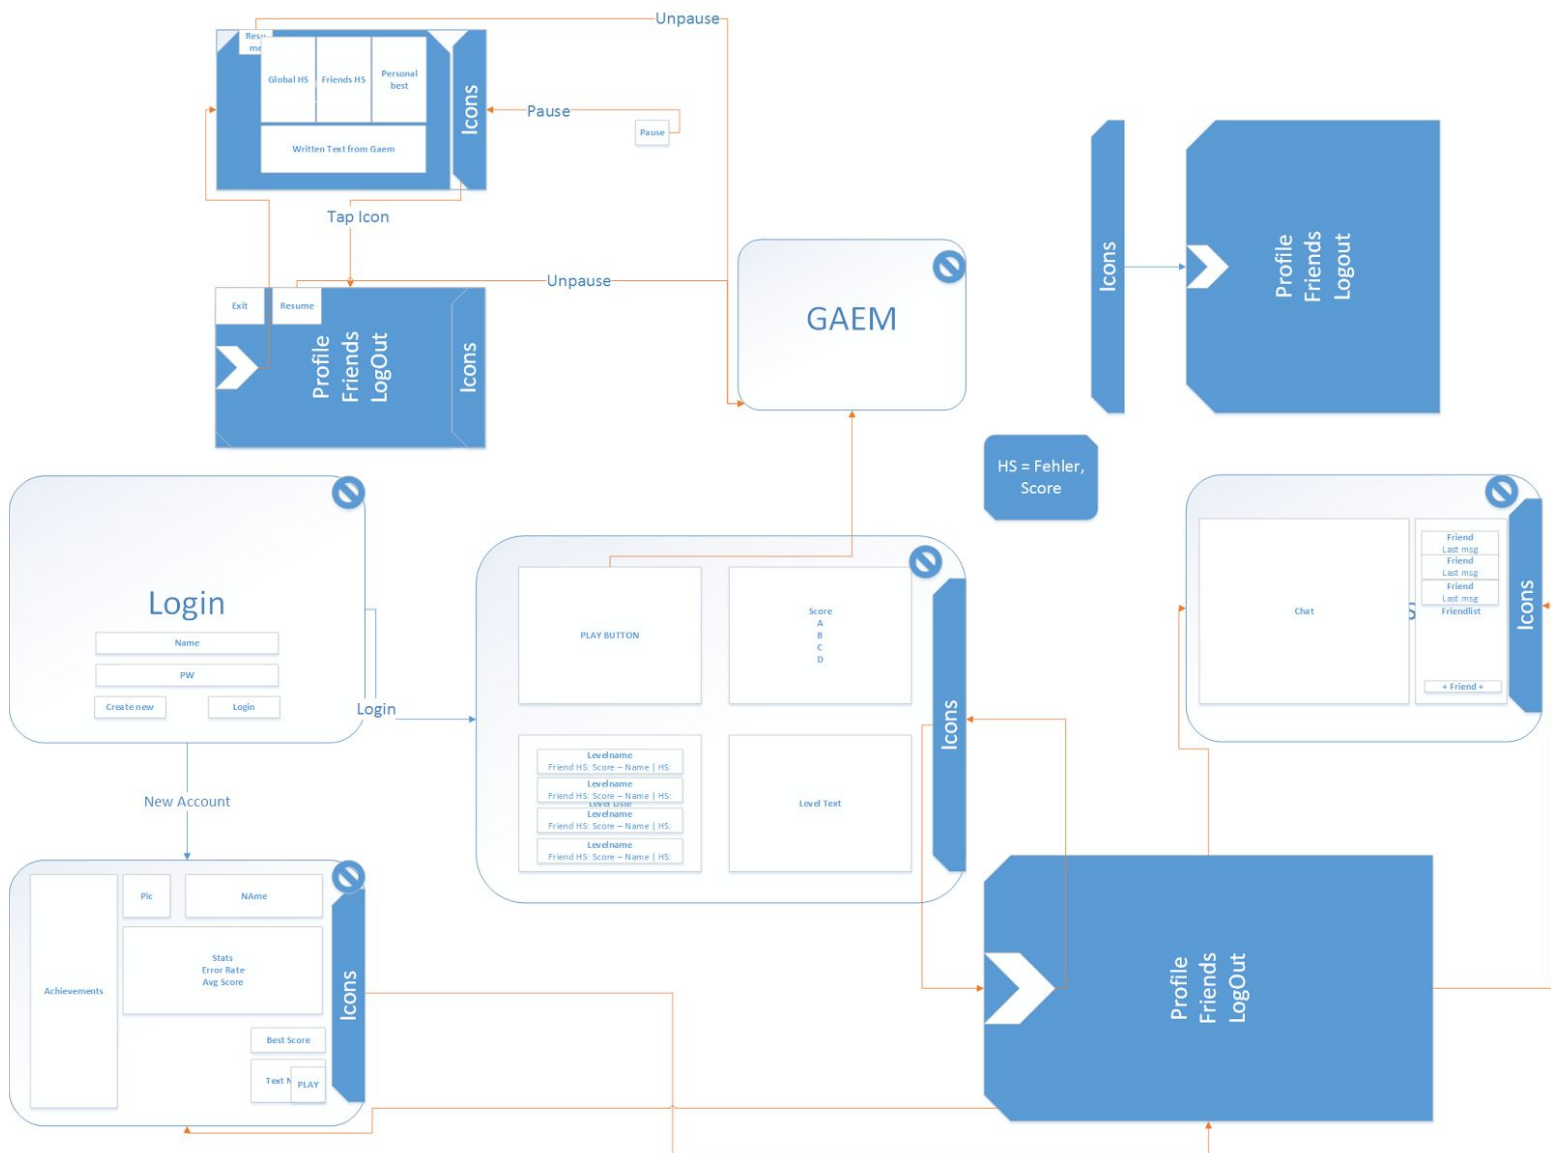 Unpause
Resu
me
Global HS
Friends HS
Personal
best
Icons
Written Text from Gaem
Pause
Pause
Tap Icon
Unpause
Exit
Resume
Profile
Friends
LogOut
Icons
GAEM
Icons
Profile
Friends
Logout
HS = Fehler,
Score
Login
Name
PW
Create new
Login
Login
New Account
PLAY BUTTON
Score
A
B
C
D
Levelname
Friend HS: Score – Name | HS:
Levelname
Friend HS: Score – Name | HS:
Levelname
Friend HS: Score – Name | HS:
Levelname
Friend HS: Score – Name | HS:
Level Text
Icons
Chat
Friend
Last msg
Friend
Last msg
Friend
Last msg
Friendlist
+ Friend +
Icons
Pic
NAme
Achievements
Stats
Error Rate
Avg Score
Best Score
Text N
PLAY
Icons
Profile
Friends
LogOut